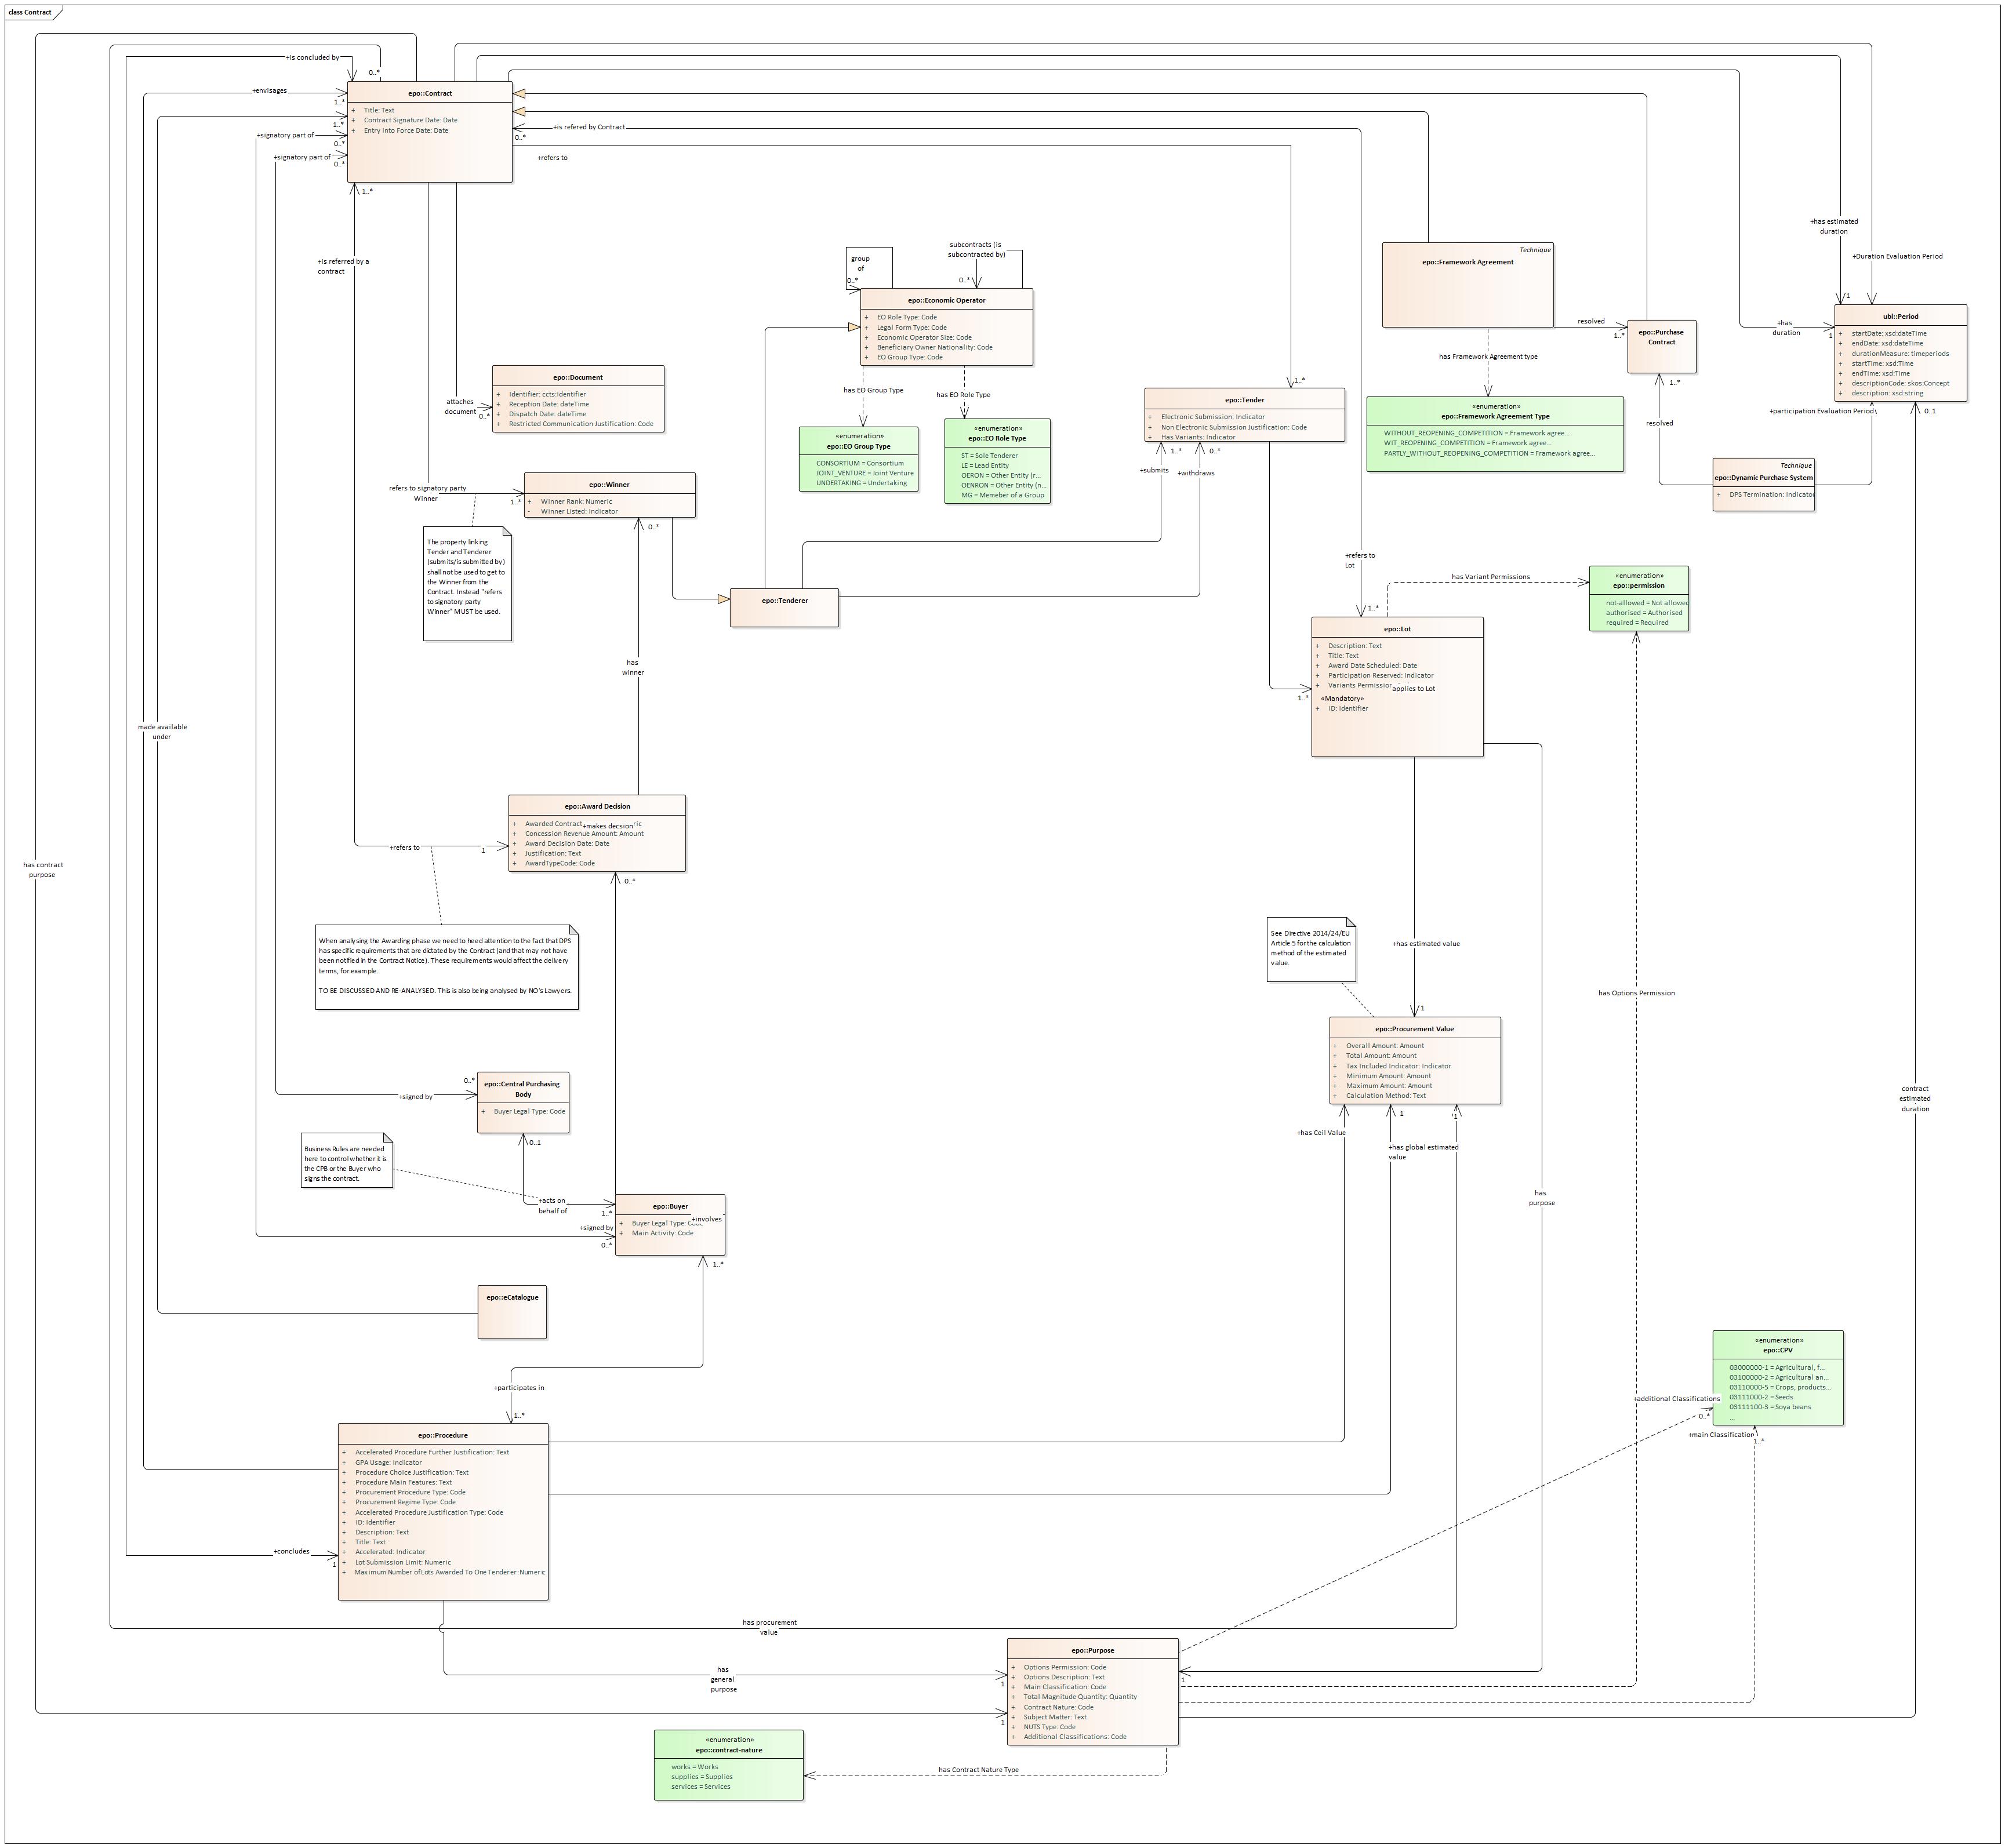 class Contract
+is concluded by
0..*
+envisages
1..*
1..*
+signatory part of
0..*
+signatory part of
0..*
epo::Contract
+ Title: Text
+ Contract Signature Date: Date
+ Entry into Force Date: Date
+is refered by Contract
0..*
+refers to
1..*
+is referred by a
contract
+has estimated
duration
+Duration Evaluation Period
1
+has
duration
1
group
of
0..*
subcontracts (is
subcontracted by)
0..*
epo::Economic Operator
+ EO Role Type: Code
+ Legal Form Type: Code
+ Economic Operator Size: Code
+ Beneficiary Owner Nationality: Code
+ EO Group Type: Code
Technique
epo::Framework Agreement
resolved
1..*
epo::Purchase
Contract
ubl::Period
+ startDate: xsd:dateTime
+ endDate: xsd:dateTime
+ durationMeasure: timeperiods
+ startTime: xsd:Time
+ endTime: xsd:Time
+ descriptionCode: skos:Concept
+ description: xsd:string
has Framework Agreement type
epo::Document
+ Identifier: ccts:Identifier
+ Reception Date: dateTime
+ Dispatch Date: dateTime
+ Restricted Communication Justification: Code
attaches
document
0..*
has EO Group Type
has EO Role Type
«enumeration»
epo::EO Group Type
CONSORTIUM = Consortium
JOINT_VENTURE = Joint Venture
UNDERTAKING = Undertaking
«enumeration»
epo::EO Role Type
ST = Sole Tenderer
LE = Lead Entity
OERON = Other Entity (r...
OENRON = Other Entity (n...
MG = Memeber of a Group
1..*
epo::Tender
+ Electronic Submission: Indicator
+ Non Electronic Submission Justification: Code
+ Has Variants: Indicator
+submits
1..*
+withdraws
0..*
«enumeration»
epo::Framework Agreement Type
WITHOUT_REOPENING_COMPETITION = Framework agree...
WIT_REOPENING_COMPETITION = Framework agree...
PARTLY_WITHOUT_REOPENING_COMPETITION = Framework agree...
1..*
resolved
+participation Evaluation Period
0..1
Technique
epo::Dynamic Purchase System
+ DPS Termination: Indicator
refers to signatory party
Winner
1..*
epo::Winner
+ Winner Rank: Numeric
- Winner Listed: Indicator
0..*
The property linking
Tender and Tenderer
(submits/is submitted by)
shall not be used to get to
the Winner from the
Contract. Instead "refers
to signatory party
Winner" MUST be used.
epo::Tenderer
+refers to
Lot
1..*
has Variant Permissions
«enumeration»
epo::permission
not-allowed = Not allowed
authorised = Authorised
required = Required
epo::Lot
+ Description: Text
+ Title: Text
+ Award Date Scheduled: Date
+ Participation Reserved: Indicator
+ Variants Permission
applies to Lot
«Mandatory»
+ ID: Identifier
1..*
has
winner
made available
under
epo::Award Decision
+ Awarded Contract
+makes decsion
+ Concession Revenue Amount: Amount
+ Award Decision Date: Date
+ Justification: Text
+ AwardTypeCode: Code
+refers to
1
0..*
has contract
purpose
When analysing the Awarding phase we need to heed attention to the fact that DPS
has specific requirements that are dictated by the Contract (and that may not have
been notified in the Contract Notice). These requirements would affect the delivery
terms, for example.
TO BE DISCUSSED AND RE-ANALYSED. This is also being analysed by NO's Lawyers.
See Directive 2014/24/EU
Article 5 for the calculation
method of the estimated
value.
+has estimated value
1
has Options Permission
epo::Procurement Value
+ Overall Amount: Amount
+ Total Amount: Amount
+ Tax Included Indicator: Indicator
+ Minimum Amount: Amount
+ Maximum Amount: Amount
+ Calculation Method: Text
+has Ceil Value
1
+has global estimated
value
1
contract
estimated
duration
0..*
+signed by
epo::Central Purchasing
Body
+ Buyer Legal Type: Code
0..1
Business Rules are needed
here to control whether it is
the CPB or the Buyer who
signs the contract.
+acts on
behalf of
1..*
+signed by
0..*
epo::Buyer
+involves
+ Buyer Legal Type: Code
+ Main Activity: Code
1..*
has
purpose
epo::eCatalogue
+participates in
1..*
epo::Procedure
+ Accelerated Procedure Further Justification: Text
+ GPA Usage: Indicator
+ Procedure Choice Justification: Text
+ Procedure Main Features: Text
+ Procurement Procedure Type: Code
+ Procurement Regime Type: Code
+ Accelerated Procedure Justification Type: Code
+ ID: Identifier
+ Description: Text
+ Title: Text
+ Accelerated: Indicator
+ Lot Submission Limit: Numeric
+ Maximum Number of Lots Awarded To One Tenderer: Numeric
+concludes
1
«enumeration»
epo::CPV
03000000-1 = Agricultural, f...
03100000-2 = Agricultural an...
03110000-5 = Crops, products...
03111000-2 = Seeds
03111100-3 = Soya beans
...
+additional Classifications
0..*
+main Classification
1..*
has procurement
value
has
general
purpose
1
1
1
epo::Purpose
+ Options Permission: Code
+ Options Description: Text
+ Main Classification: Code
+ Total Magnitude Quantity: Quantity
+ Contract Nature: Code
+ Subject Matter: Text
+ NUTS Type: Code
+ Additional Classifications: Code
has Contract Nature Type
«enumeration»
epo::contract-nature
works = Works
supplies = Supplies
services = Services